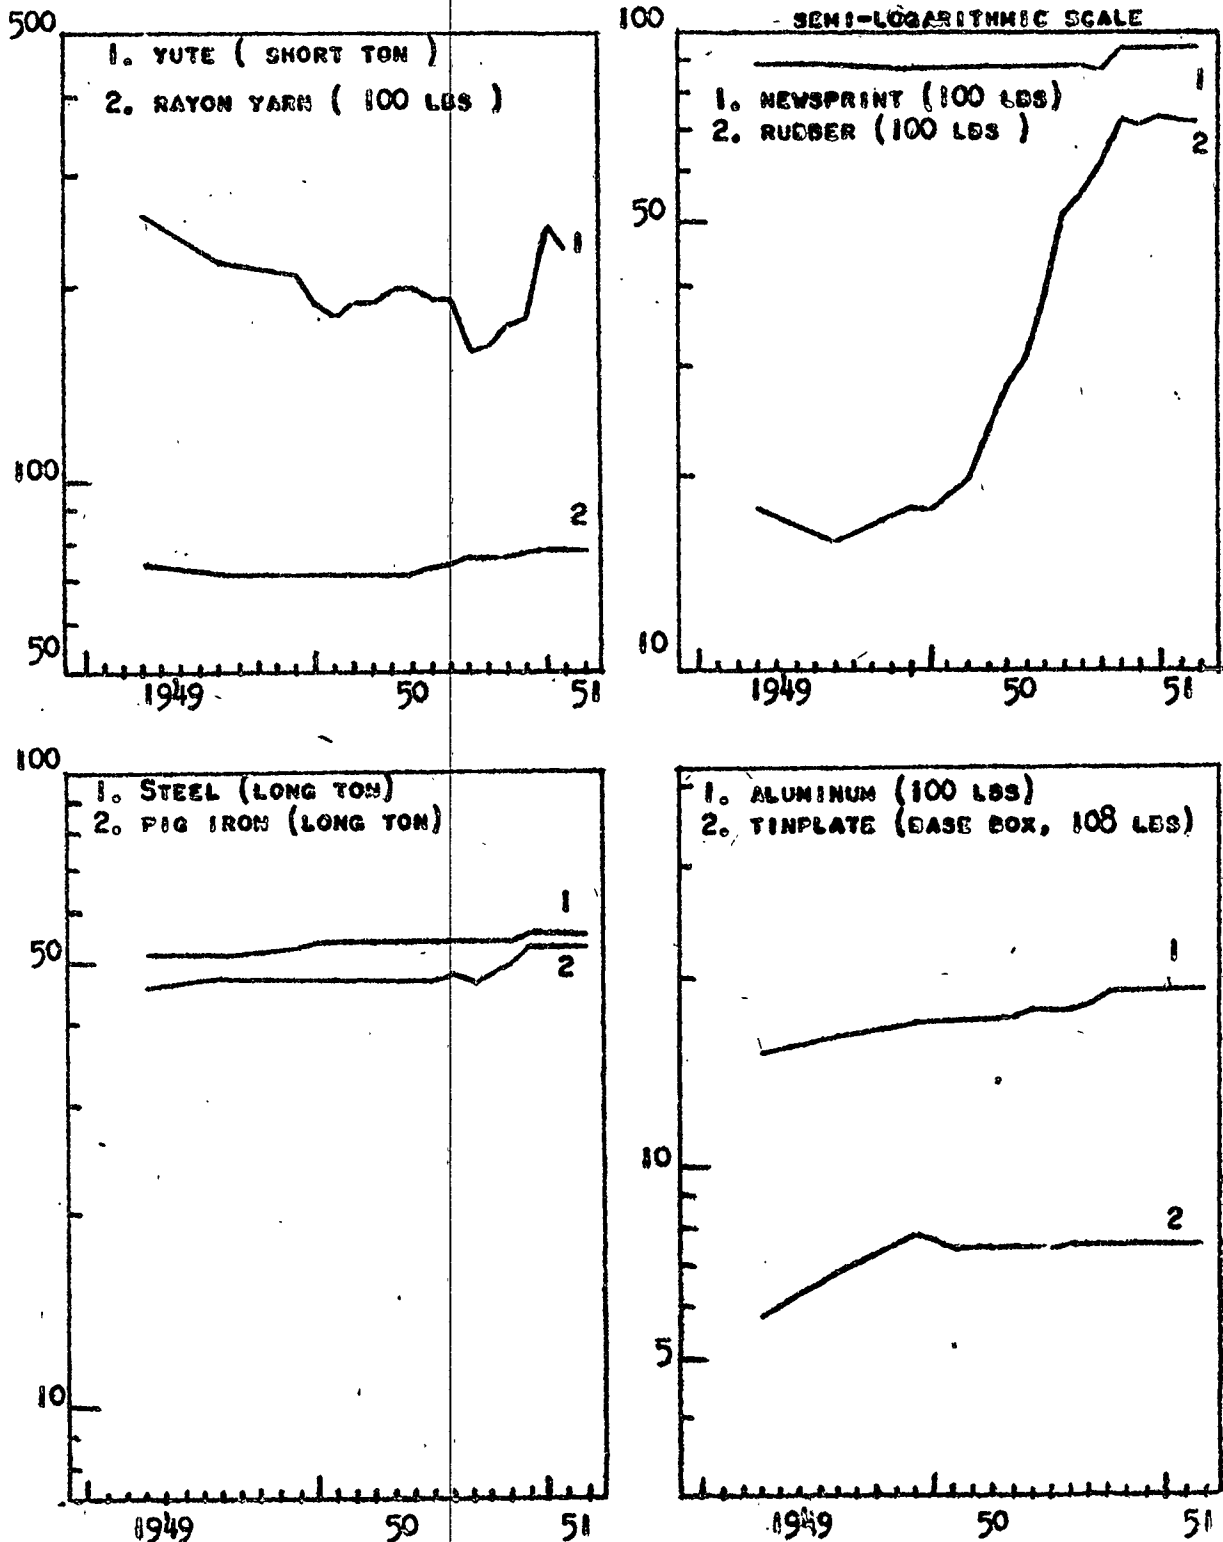 SEMI-LOGARITHMIC SCALE
500
1. YUTE ( SHORT TON )
2. RAYON YARN ( 100 LBS )
1
100
2
50
1949 50 51
100
1. NEWSPRINT (100 LBS)
2. RUBBER (100 LBS )
1
2
50
10
1949 50 51
100
1. STEEL (LONG TON)
2. PIG IRON (LONG TON)
1
50
2
10
1949 50 51
1. ALUMINUM (100 LBS)
2. TINPLATE (BASE BOX, 108 LBS)
1
10
2
5
1949 50 51